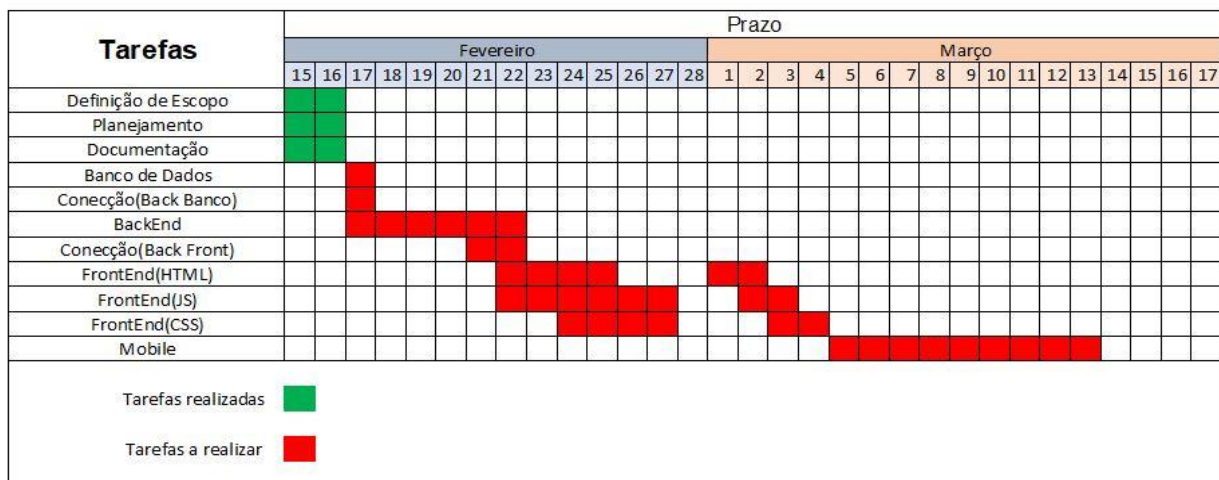 Tarefas
Prazo
Fevereiro Março
15 16 17 18 19 20 21 22 23 24 25 26 27 28 1 2 3 4 5 6 7 8 9 10 11 12 13 14 15 16 17
Definição de Escopo
Planejamento
Documentação
Banco de Dados
Conecção(Back Banco)
BackEnd
Conecção(Back Front)
FrontEnd(HTML)
FrontEnd(JS)
FrontEnd(CSS)
Mobile
Tarefas realizadas
Tarefas a realizar